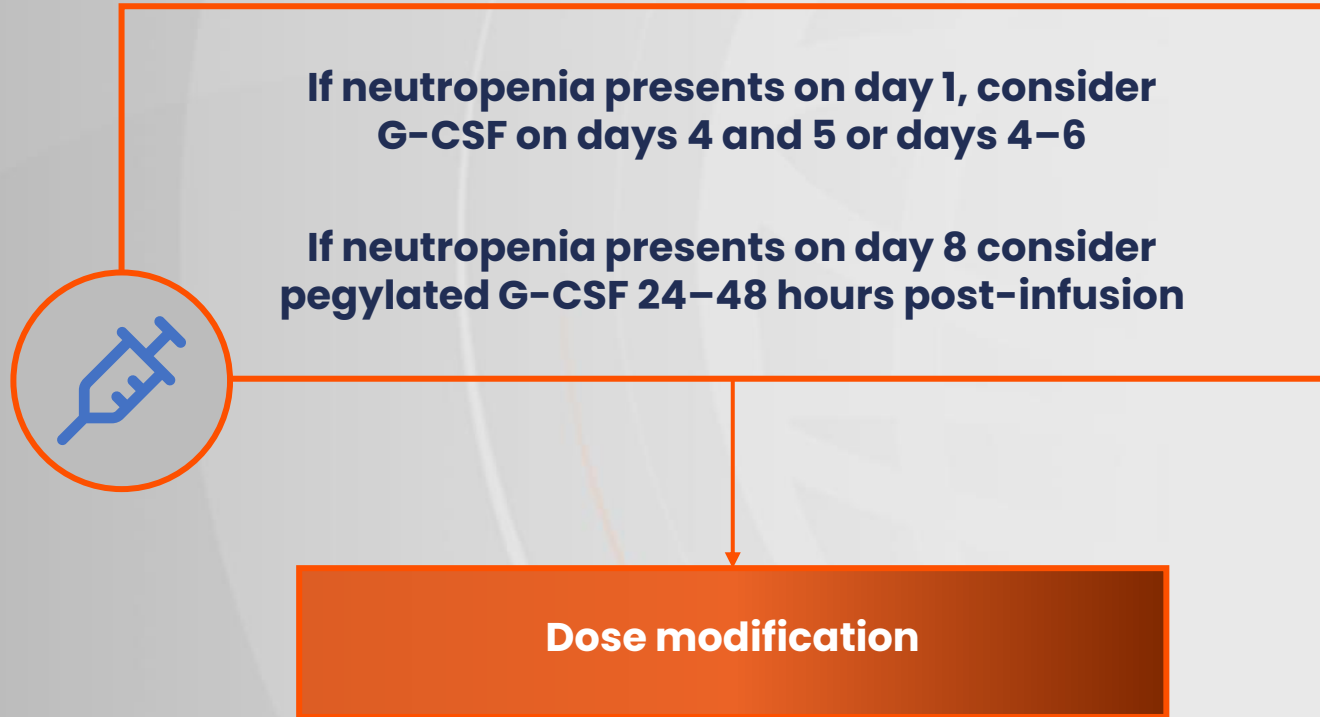 If neutropenia presents on day 1, consider
G-CSF on days 4 and 5 or days 4–6
If neutropenia presents on day 8 consider
pegylated G-CSF 24–48 hours post-infusion
Dose modification